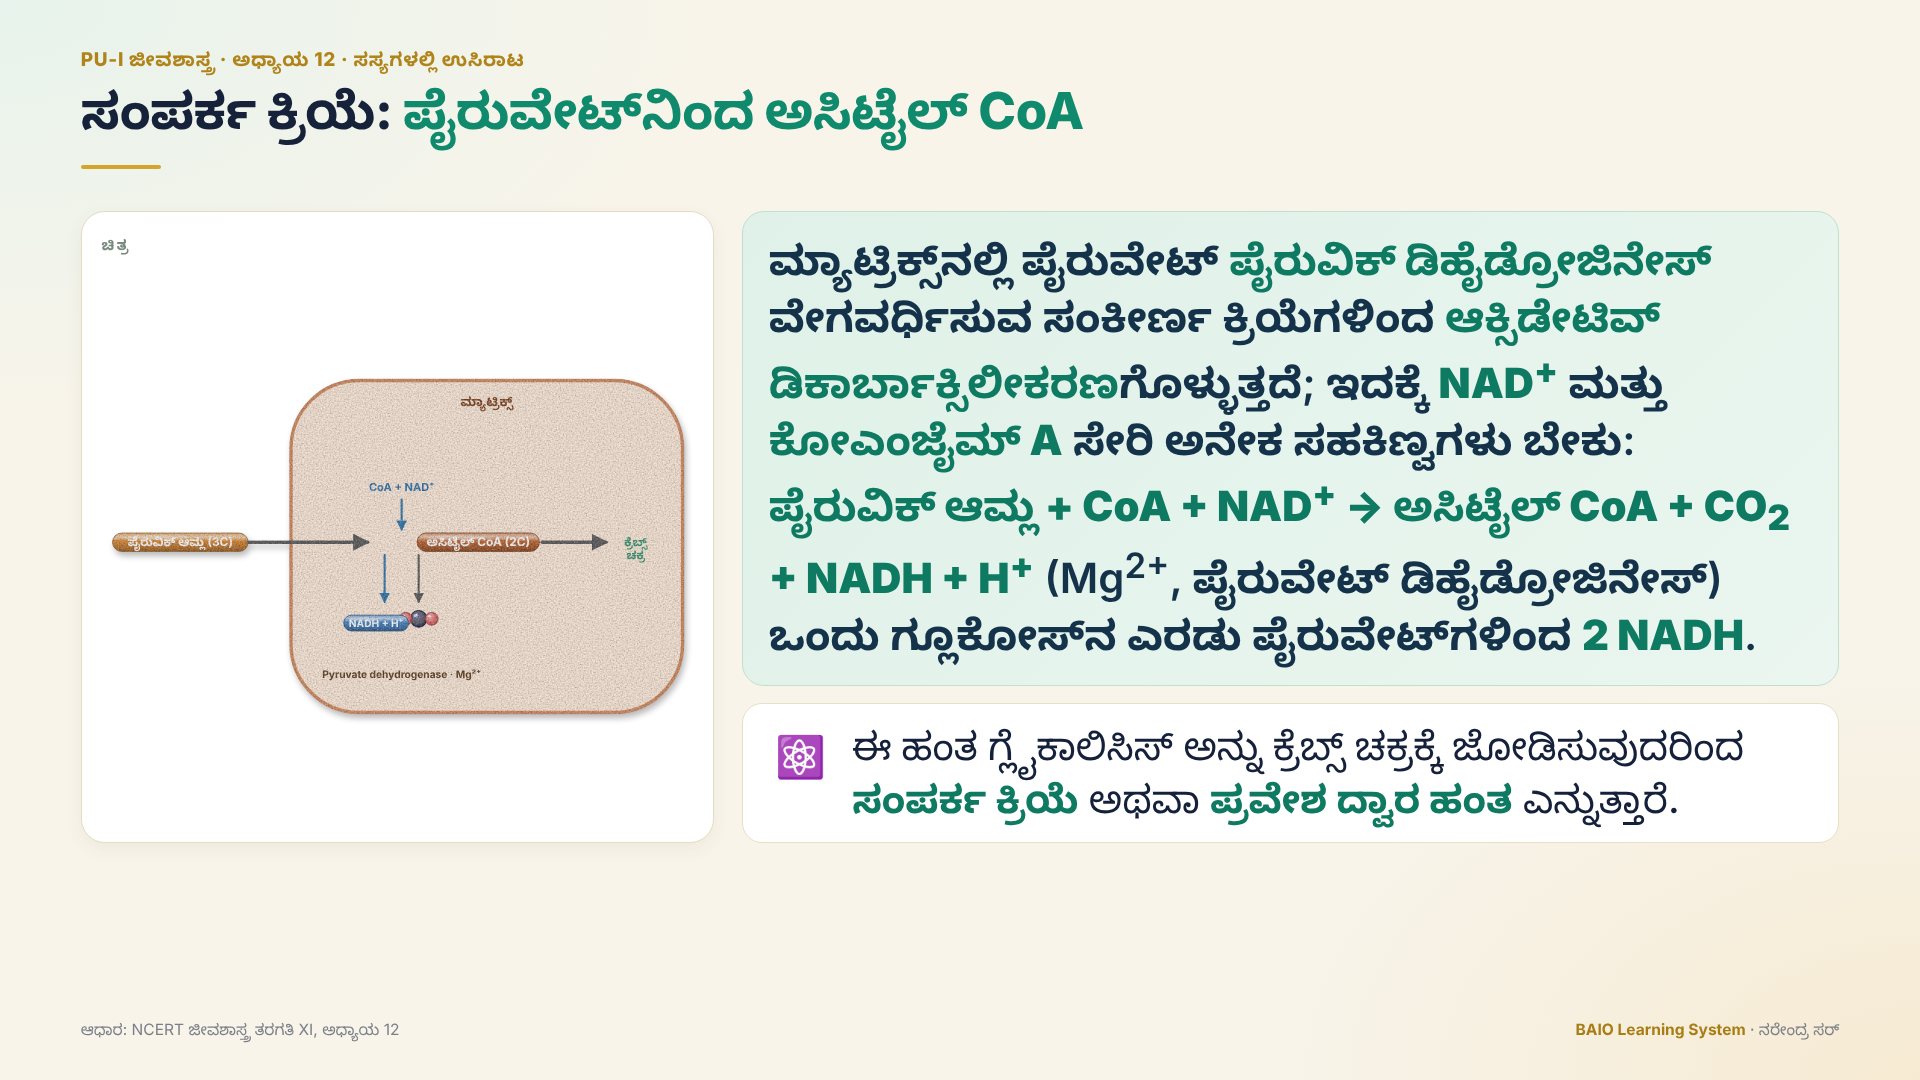 PU-I ಜೀವಶಾಸ್ತ್ರ · ಅಧ್ಯಾಯ 12 · ಸಸ್ಯಗಳಲ್ಲಿ ಉಸಿರಾಟ
ಸಂಪರ್ಕ ಕ್ರಿಯೆ: ಪೈರುವೇಟ್‌ನಿಂದ ಅಸಿಟೈಲ್ CoA
ಚಿತ್ರ
ಮ್ಯಾಟ್ರಿಕ್ಸ್
CoA + NAD⁺
ಪೈರುವಿಕ್ ಆಮ್ಲ (3C)
ಅಸಿಟೈಲ್ CoA (2C)
ಕ್ರೆಬ್ಸ್
ಚಕ್ರ
NADH + H⁺
Pyruvate dehydrogenase · Mg²⁺
ಮ್ಯಾಟ್ರಿಕ್ಸ್‌ನಲ್ಲಿ ಪೈರುವೇಟ್ ಪೈರುವಿಕ್ ಡಿಹೈಡ್ರೋಜಿನೇಸ್
ವೇಗವರ್ಧಿಸುವ ಸಂಕೀರ್ಣ ಕ್ರಿಯೆಗಳಿಂದ ಆಕ್ಸಿಡೇಟಿವ್
ಡಿಕಾರ್ಬಾಕ್ಸಿಲೀಕರಣಗೊಳ್ಳುತ್ತದೆ; ಇದಕ್ಕೆ NAD⁺ ಮತ್ತು
ಕೋಎಂಜೈಮ್ A ಸೇರಿ ಅನೇಕ ಸಹಕಿಣ್ವಗಳು ಬೇಕು:
ಪೈರುವಿಕ್ ಆಮ್ಲ + CoA + NAD⁺ → ಅಸಿಟೈಲ್ CoA + CO₂
+ NADH + H⁺ (Mg²⁺, ಪೈರುವೇಟ್ ಡಿಹೈಡ್ರೋಜಿನೇಸ್)
ಒಂದು ಗ್ಲೂಕೋಸ್‌ನ ಎರಡು ಪೈರುವೇಟ್‌ಗಳಿಂದ 2 NADH.
ಈ ಹಂತ ಗ್ಲೈಕಾಲಿಸಿಸ್ ಅನ್ನು ಕ್ರೆಬ್ಸ್ ಚಕ್ರಕ್ಕೆ ಜೋಡಿಸುವುದರಿಂದ
ಸಂಪರ್ಕ ಕ್ರಿಯೆ ಅಥವಾ ಪ್ರವೇಶ ದ್ವಾರ ಹಂತ ಎನ್ನುತ್ತಾರೆ.
ಆಧಾರ: NCERT ಜೀವಶಾಸ್ತ್ರ ತರಗತಿ XI, ಅಧ್ಯಾಯ 12
BAIO Learning System · ನರೇಂದ್ರ ಸರ್